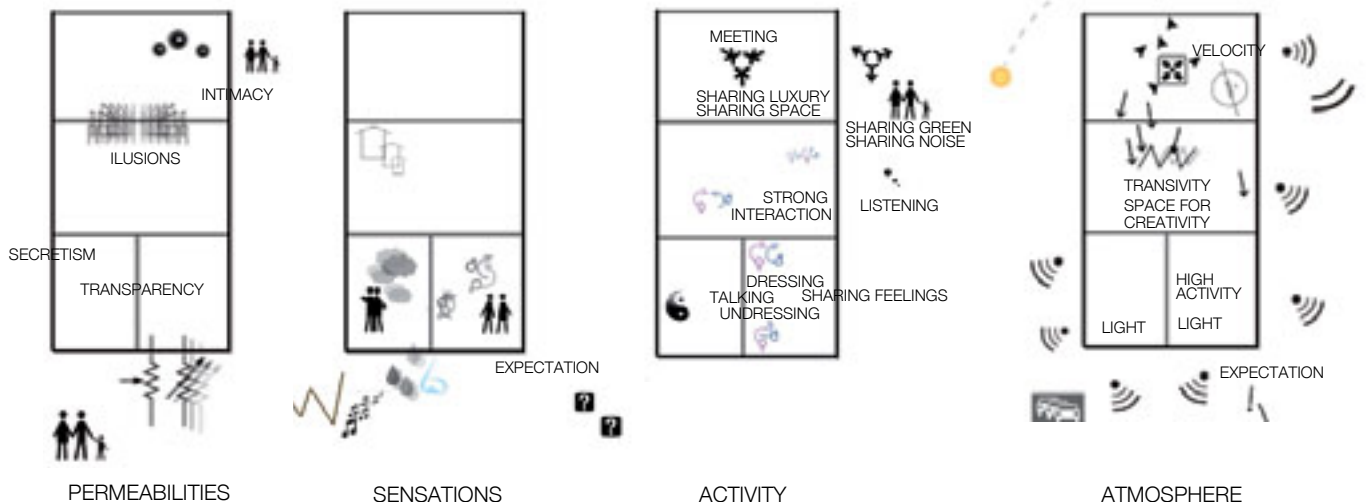 INTIMACY
ILUSIONS
SECRETISM
TRANSPARENCY
PERMEABILITIES
EXPECTATION
?
?
SENSATIONS
MEETING
SHARING LUXURY
SHARING SPACE
SHARING GREEN
SHARING NOISE
STRONG
INTERACTION
LISTENING
DRESSING
TALKING
SHARING FEELINGS
UNDRESSING
ACTIVITY
VELOCITY
TRANSIVITY
SPACE FOR
CREATIVITY
HIGH
ACTIVITY
LIGHT
LIGHT
EXPECTATION
ATMOSPHERE